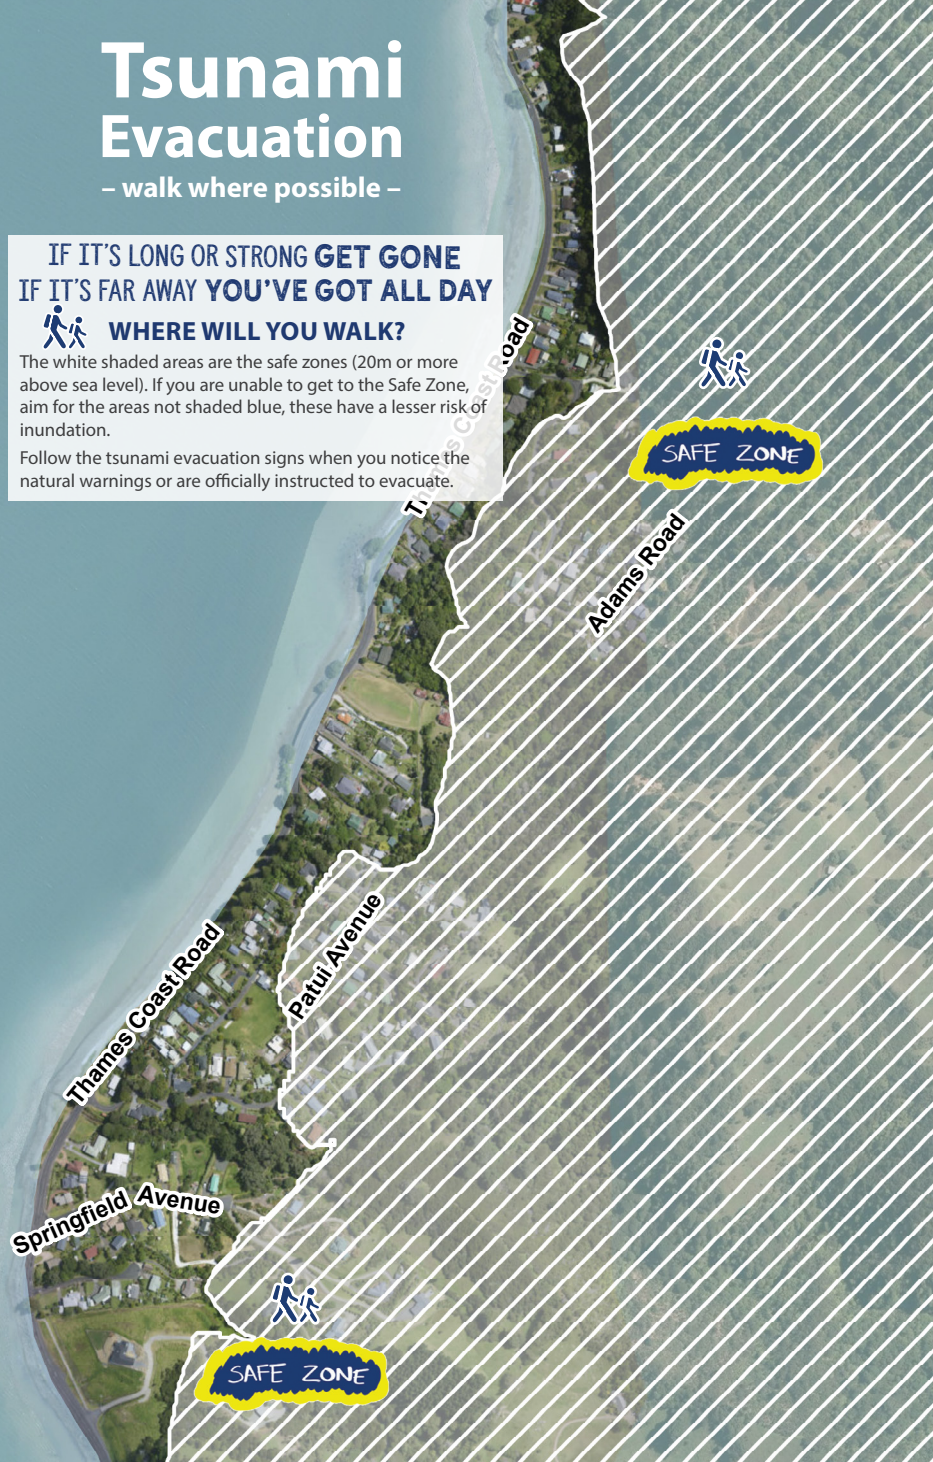 Tsunami
Evacuation
– walk where possible –
IF IT'S LONG OR STRONG GET GONE
IF IT'S FAR AWAY YOU'VE GOT ALL DAY
WHERE WILL YOU WALK?
The white shaded areas are the safe zones (20m or more
above sea level). If you are unable to get to the Safe Zone,
aim for the areas not shaded blue, these have a lesser risk of
inundation.
Follow the tsunami evacuation signs when you notice the
natural warnings or are officially instructed to evacuate.
Thames Coast Road
SAFE ZONE
Adams Road
Patui Avenue
Thames Coast Road
Springfield Avenue
SAFE ZONE